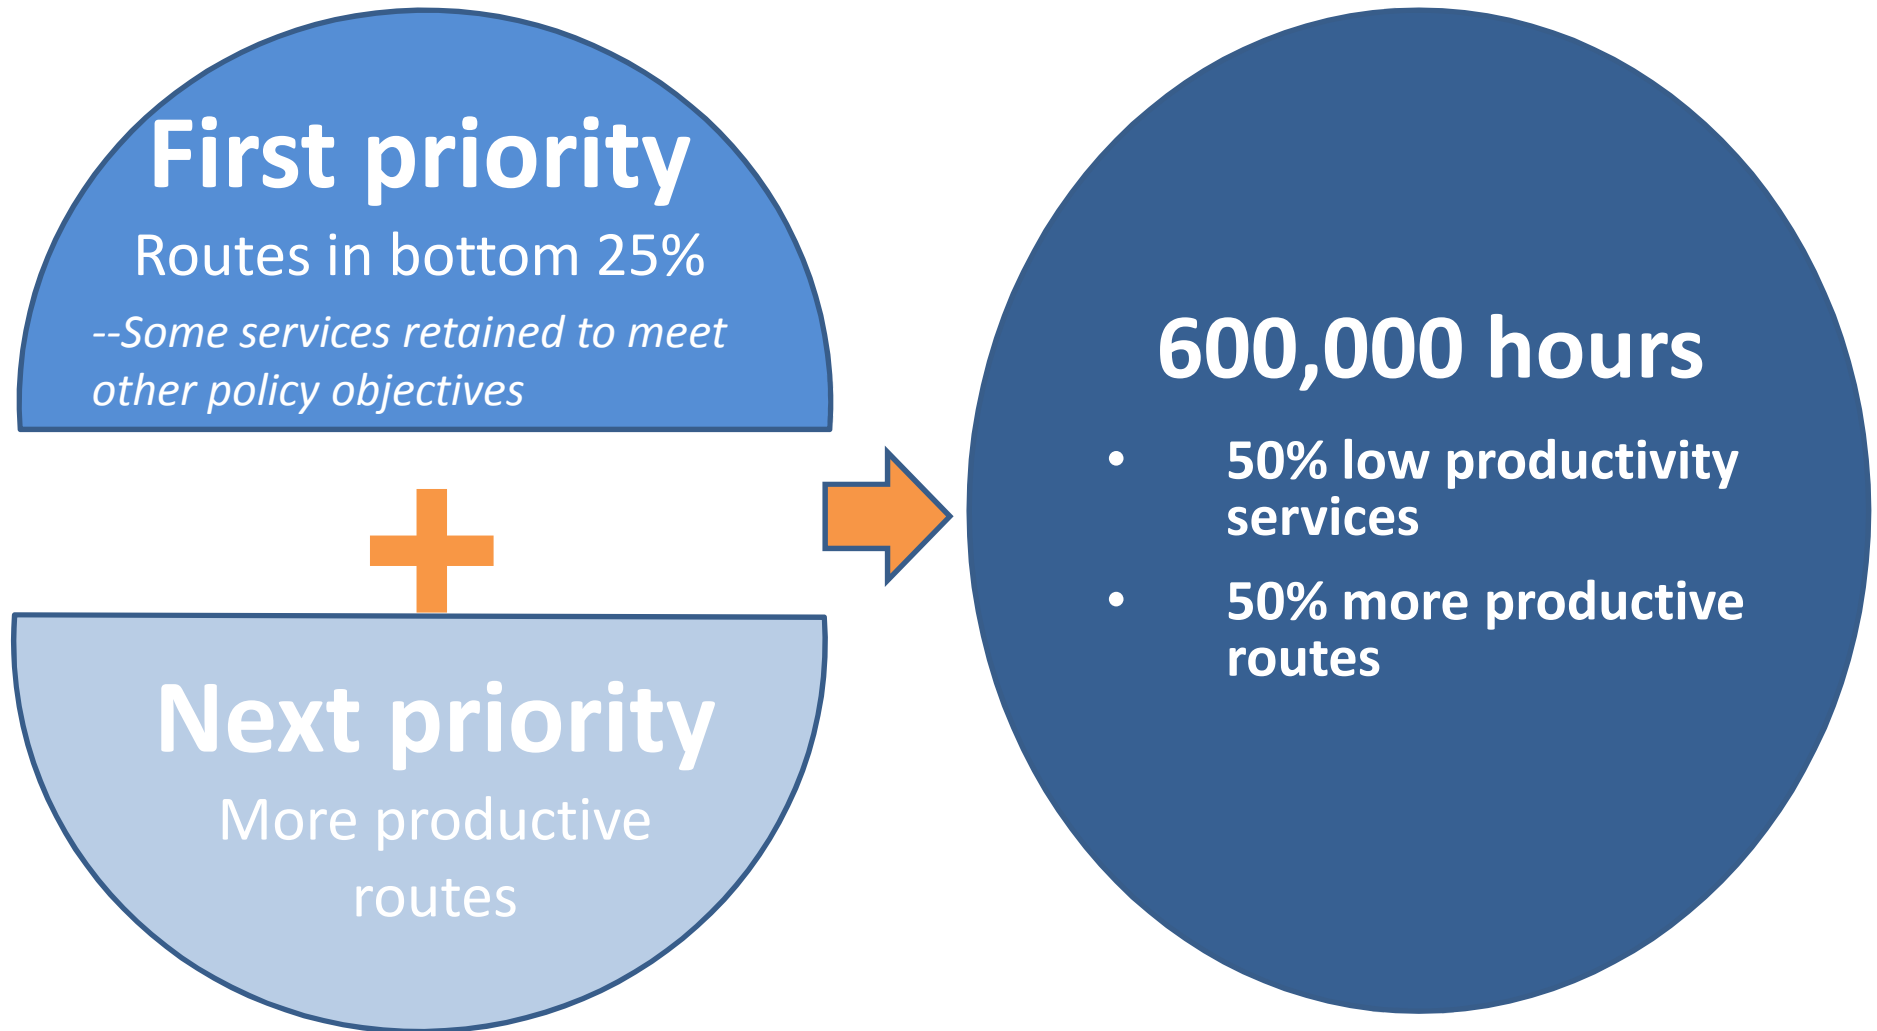 First priority
Routes in bottom 25%
--Some services retained to meet
other policy objectives
Next priority
More productive
routes
600,000 hours
• 50% low productivity
services
• 50% more productive
routes